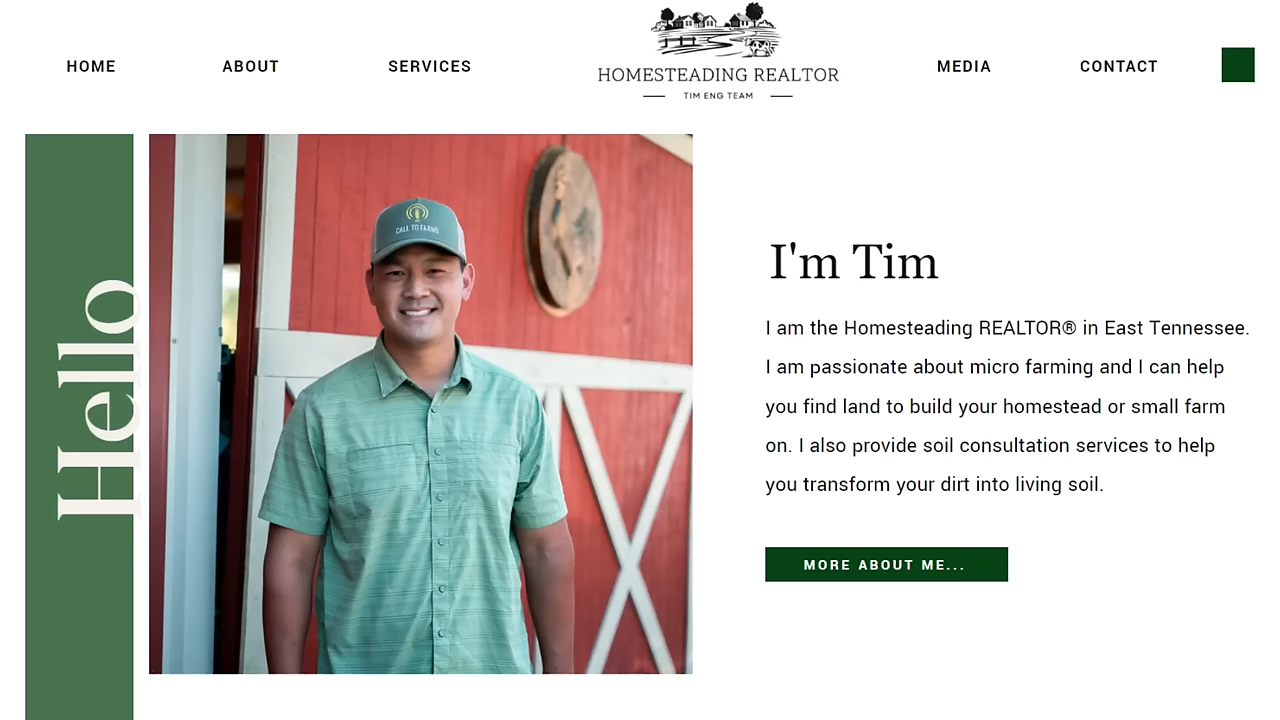 HOME
ABOUT
SERVICES
HOMESTEADING REALTOR
TIM ENG TEAM
MEDIA
CONTACT
Hello
CALL TO FARMS
I'm Tim
I am the Homesteading REALTOR® in East Tennessee.
I am passionate about micro farming and I can help
you find land to build your homestead or small farm
on. I also provide soil consultation services to help
you transform your dirt into living soil.
MORE ABOUT ME...